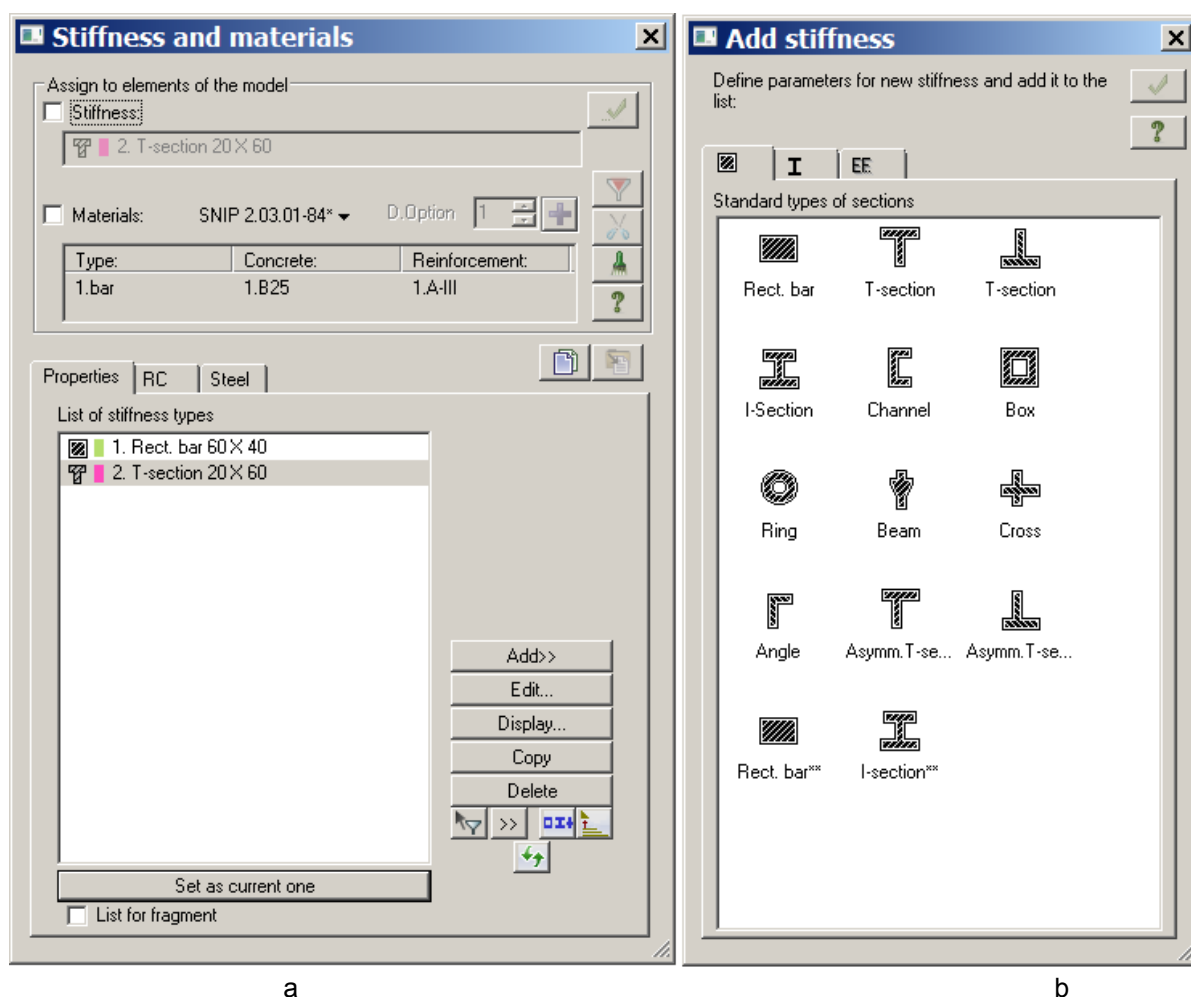 Stiffness and materials
Assign to elements of the model
Stiffness:
2. T-section 20 X 60
Materials: SNIP 2.03.01-84* D.Option 1
Type: Concrete: Reinforcement:
1.bar 1.B25 1.A-III
Properties RC Steel
List of stiffness types
1. Rect. bar 60 X 40
2. T-section 20 X 60
Add>>
Edit...
Display...
Copy
Delete
>>
Set as current one
List for fragment
a
Add stiffness
Define parameters for new stiffness and add it to the
list:
I EE
Standard types of sections
Rect. bar T-section T-section
I-Section Channel Box
Ring Beam Cross
Angle Asymm.T-se... Asymm.T-se...
Rect. bar** I-section**
b